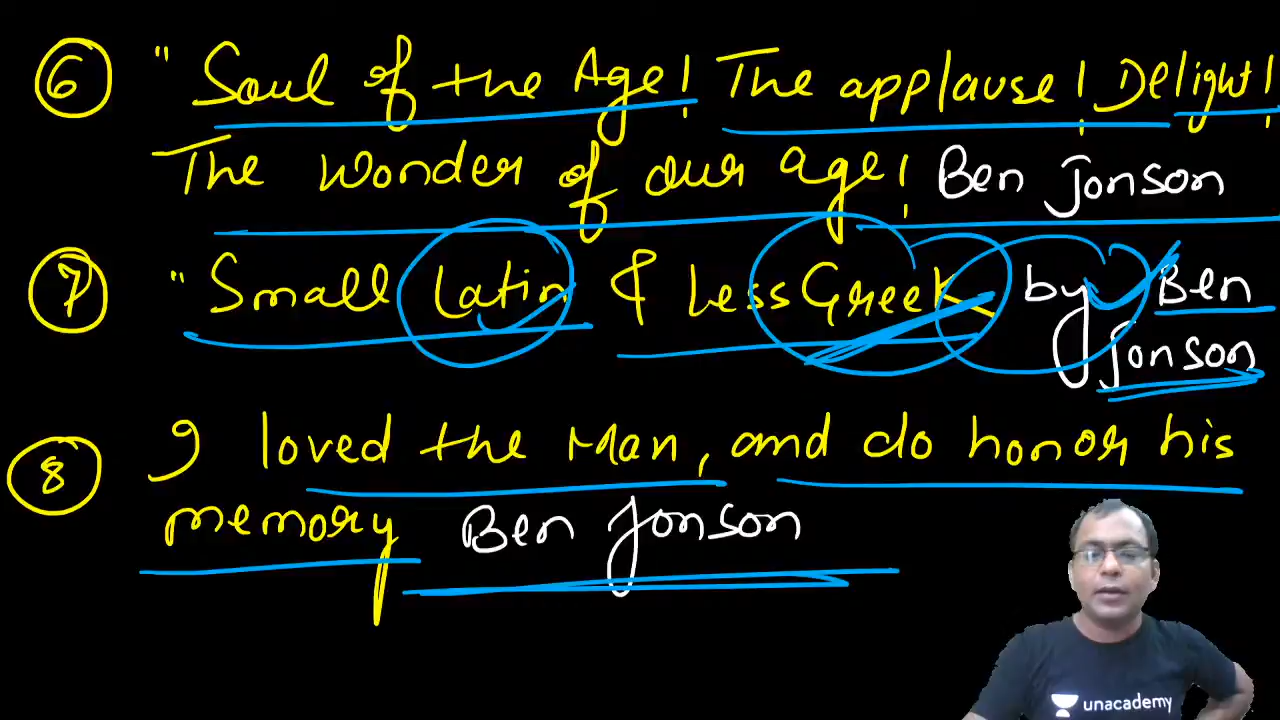 6 " Soul of the Age! The applause! Delight!
The wonder of our age! Ben Jonson
7 " Small Latin & Less Greek by Ben
Jonson
8 I loved the Man, and do honor his
memory Ben Jonson
unacademy